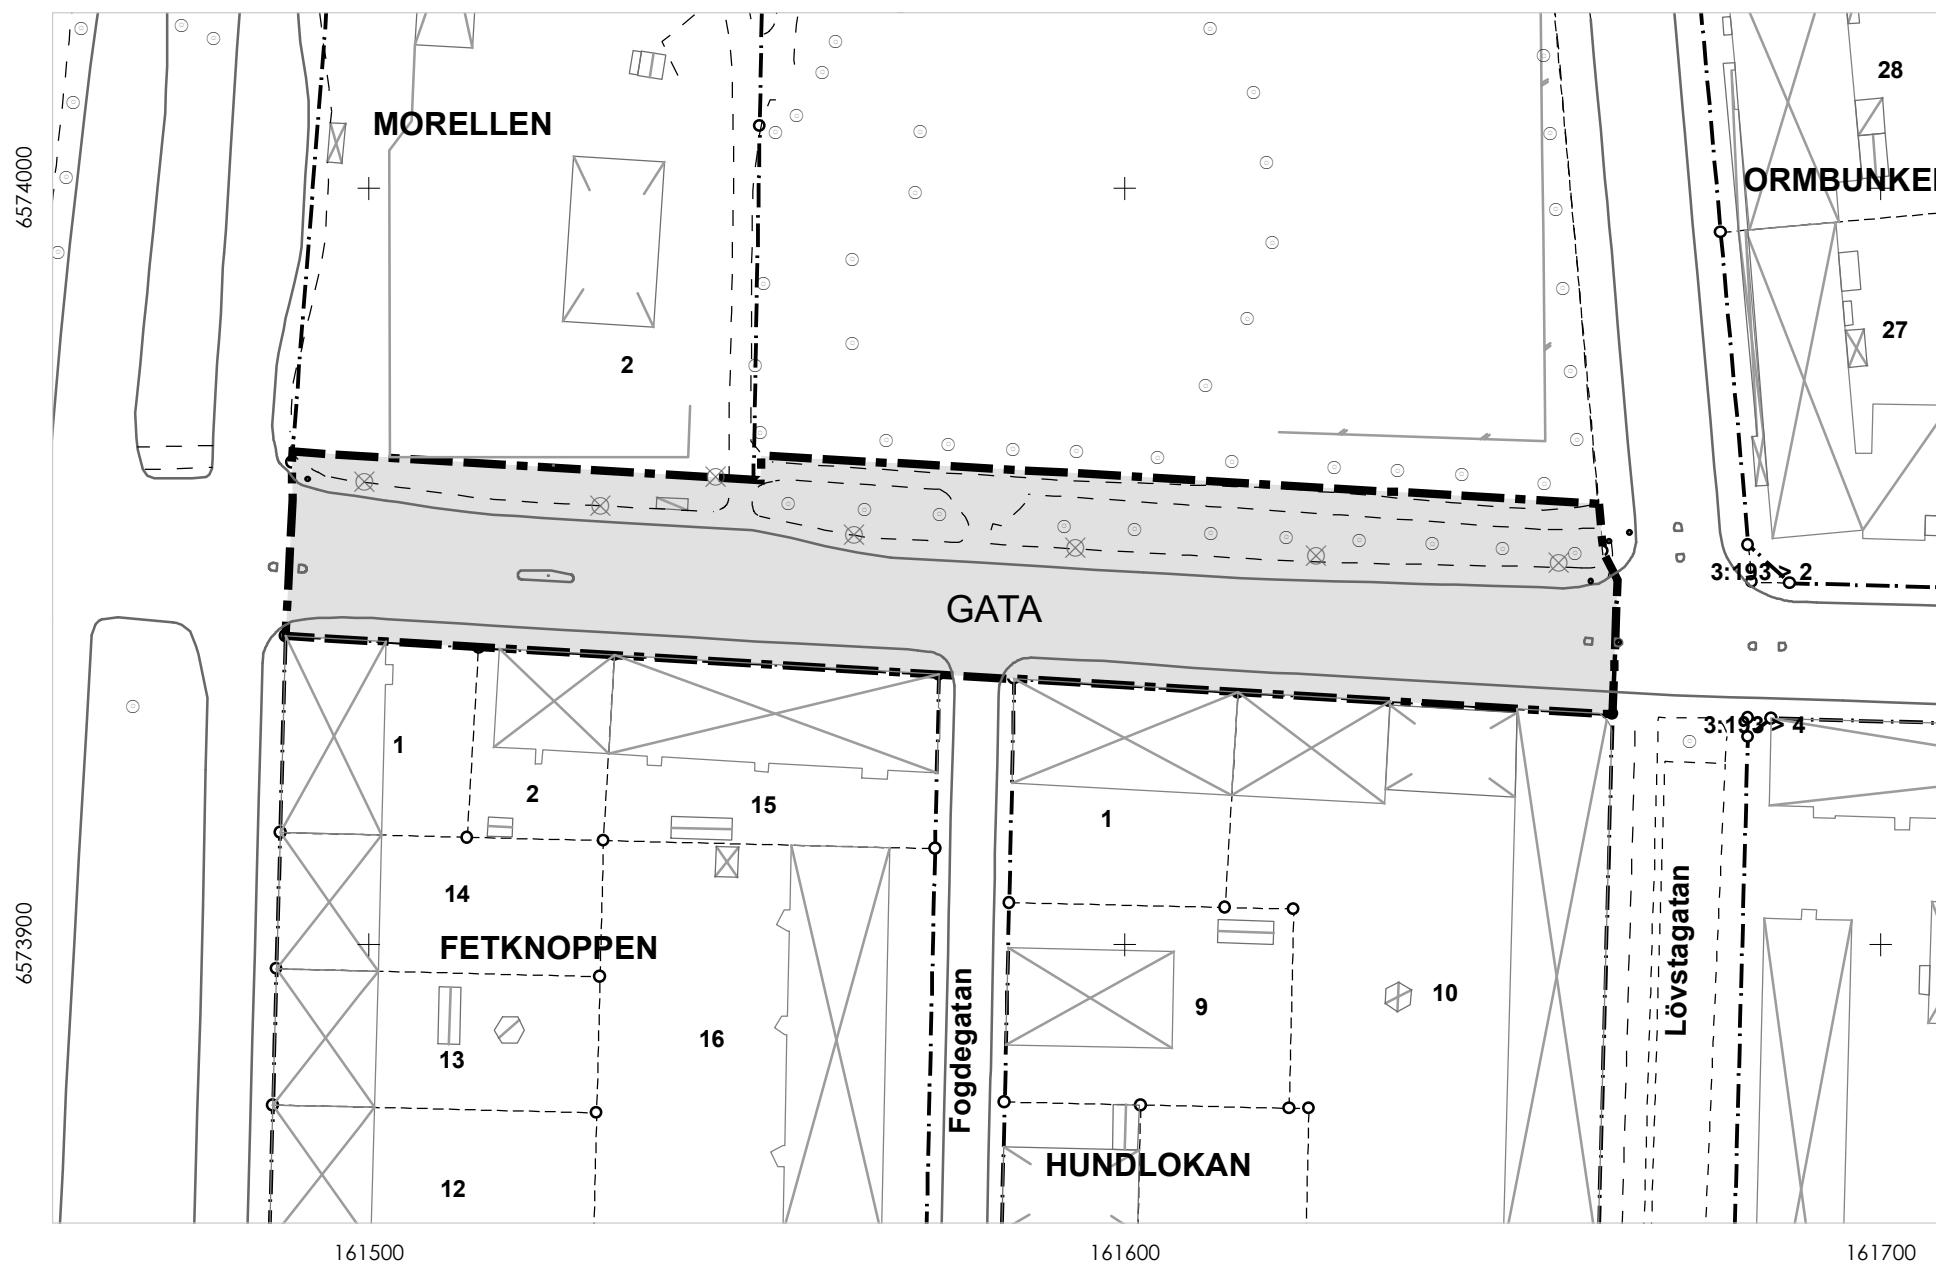 28
MORELLEN
6574000
ORMBUNKE
27
2
3:193 > 2
GATA
3:193 > 4
1
2
15
1
14
FETKNOPPEN
6573900
Lövstagatan
9
10
16
13
Fogdegatan
HUNDLOKAN
12
161500
161600
161700